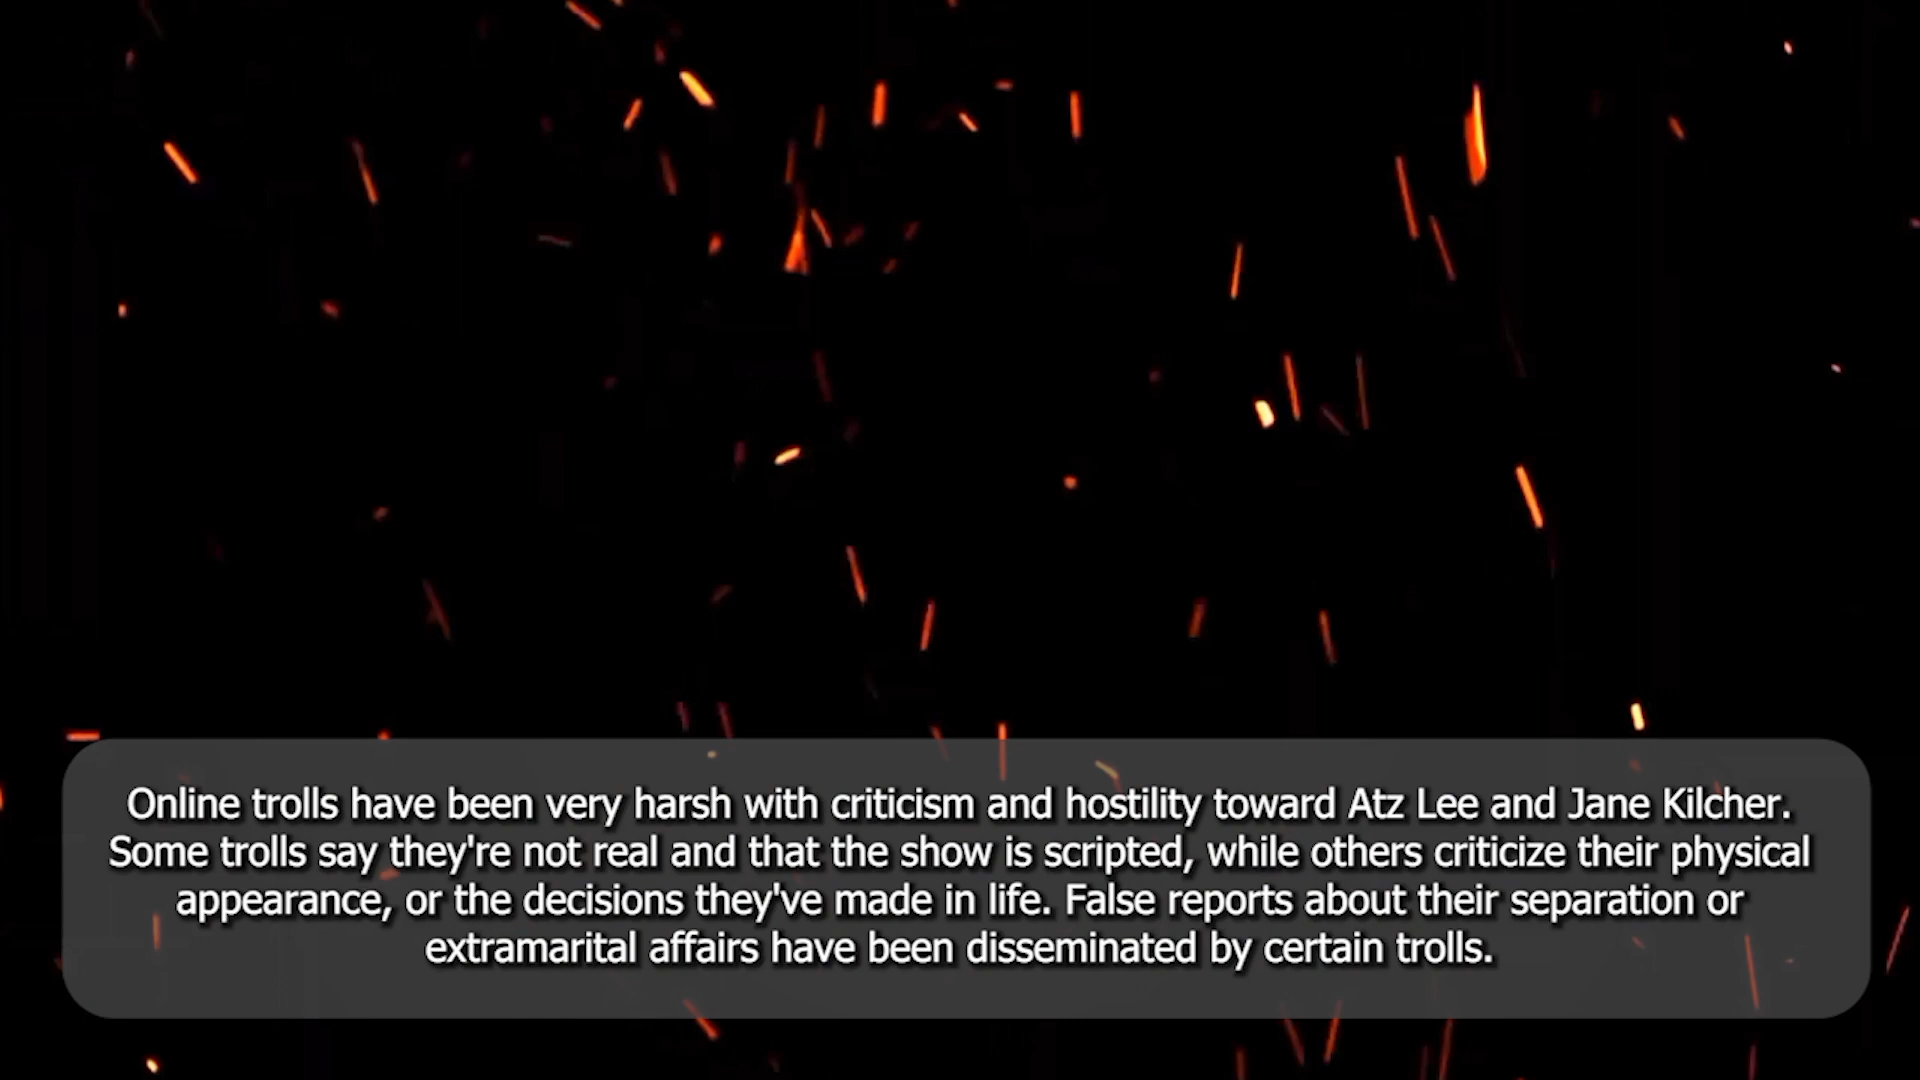 Online trolls have been very harsh with criticism and hostility toward Atz Lee and Jane Kilcher.
Some trolls say they're not real and that the show is scripted, while others criticize their physical
appearance, or the decisions they've made in life. False reports about their separation or
extramarital affairs have been disseminated by certain trolls.